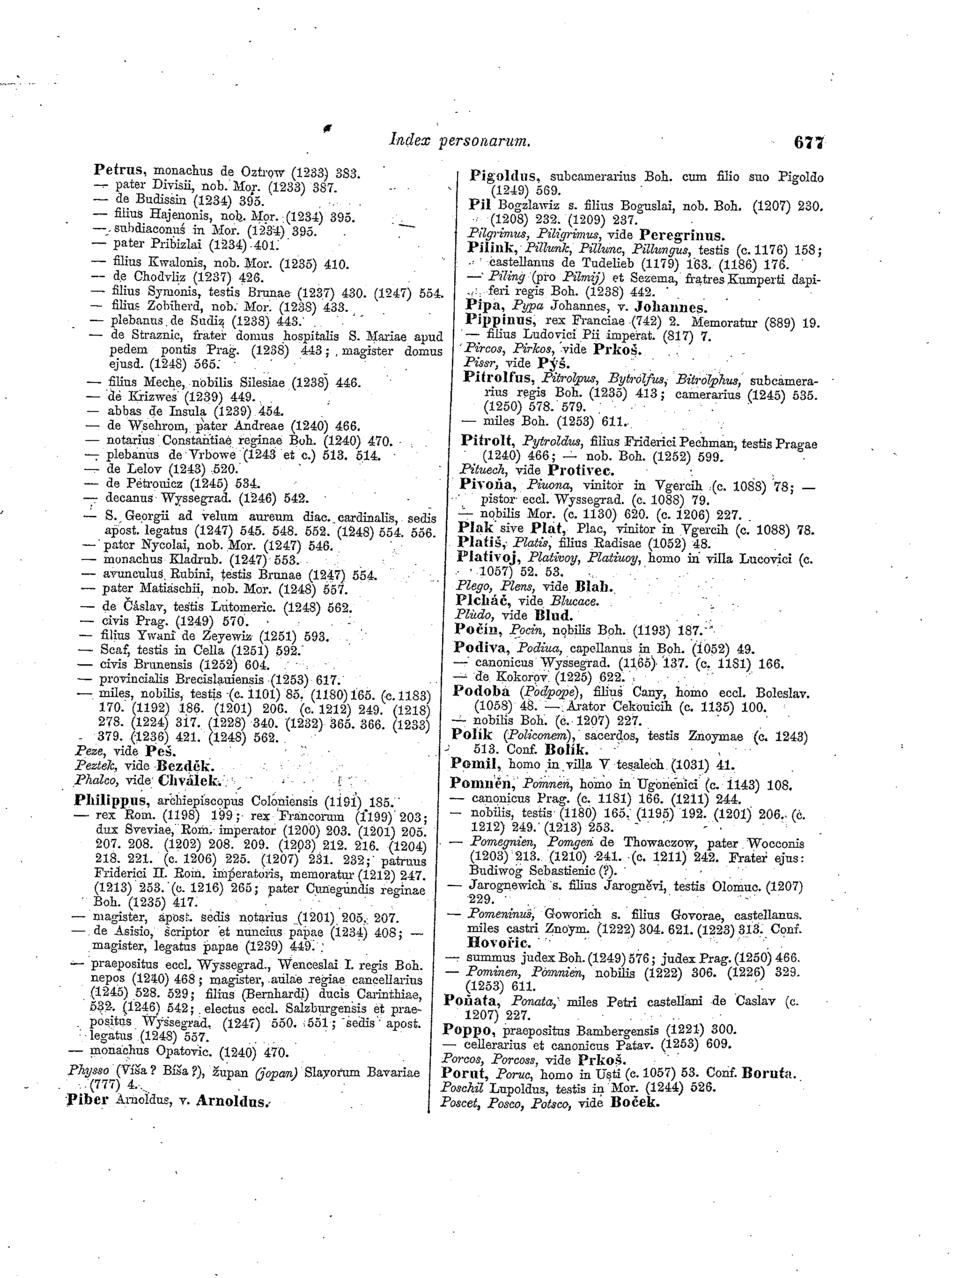 Index personarum.
677
Petrus, monachus de Oztrow (1233) 383.
— pater Divisii, nob. Mor. (1233) 387.
— de Budissin (1234) 395.
— filius Hajenonis, nob. Mor. (1234) 395.
— subdiaconus in Mor. (1234) 395.
— pater Pribizlai (1234) 401.
— filius Kwalonis, nob. Mor. (1235) 410.
— de Chodvliz (1237) 426.
— filius Symonis, testis Brunae (1237) 430. (1247) 554.
— filius Zobiherd, nob. Mor. (1238) 433.
— plebanus de Sudiz (1238) 443.
— de Straznic, frater domus hospitalis S. Mariae apud
pedem pontis Prag. (1238) 443; magister domus
ejusd. (1248) 565.
— filius Meche, nobilis Silesiae (1238) 446.
— de Krizwes (1239) 449.
— abbas de Insula (1239) 454.
— de Wsehrom, pater Andreae (1240) 466.
— notarius Constantiae reginae Boh. (1240) 470.
— plebanus de Vrbowe (1243 et c.) 513. 514.
— de Lelov (1243) 520.
— de Petrouicz (1245) 534.
— decanus Wyssegrad. (1246) 542.
— S. Georgii ad velum aureum diac. cardinalis, sedis
apost. legatus (1247) 545. 548. 552. (1248) 554. 556.
— pater Nycolai, nob. Mor. (1247) 546.
— monachus Kladrub. (1247) 553.
— avunculus Rubini, testis Brunae (1247) 554.
— pater Matiaschii, nob. Mor. (1248) 557.
— de Čáslav, testis Lutomeric. (1248) 562.
— civis Prag. (1249) 570.
— filius Ywani de Zeyewiz (1251) 593.
— Scaf, testis in Cella (1251) 592.
— civis Brunensis (1252) 604.
— provincialis Brecislauiensis (1253) 617.
— miles, nobilis, testis (c. 1101) 85. (1180) 165. (c. 1183)
170. (1192) 186. (1201) 206. (c. 1212) 249. (1218)
278. (1224) 317. (1228) 340. (1232) 365. 366. (1233)
379. (1236) 421. (1248) 562.
Peze, vide Peš.
Peztek, vide Bezděk.
Phalco, vide Chválek.
Philippus, archiepiscopus Coloniensis (1191) 185.
— rex Rom. (1198) 199; rex Francorum (1199) 203;
dux Sveviae, Rom. imperator (1200) 203. (1201) 205.
207. 208. (1202) 208. 209. (1203) 212. 216. (1204)
218. 221. (c. 1206) 225. (1207) 231. 232; patruus
Friderici II. Rom. imperatoris, memoratur (1212) 247.
(1213) 253. (c. 1216) 265; pater Cunegundis reginae
Boh. (1235) 417.
— magister, apost. sedis notarius (1201) 205. 207.
— de Asisio, scriptor et nuncius papae (1234) 408; —
magister, legatus papae (1239) 449.
— praepositus eccl. Wyssegrad., Wenceslai I. regis Boh.
nepos (1240) 468; magister, aulae regiae cancellarius
(1245) 528. 529; filius (Bernhardi) ducis Carinthiae,
532. (1246) 542; electus eccl. Salzburgensis et prae-
positus Wyssegrad. (1247) 550. 551; sedis apost.
legatus (1248) 557.
— monachus Opatovic. (1240) 470.
Physso (Víša? Bíša?), župan (jopan) Slavorum Bavariae
(777) 4.
Piber Arnoldus, v. Arnoldus.
Pigoldus, subcamerarius Boh. cum filio suo Pigoldo
(1249) 569.
Pil Bogzlawiz s. filius Boguslai, nob. Boh. (1207) 230.
(1208) 232. (1209) 237.
Pilgrimus, Piligrimus, vide Peregrinus.
Pilink, Pillunk, Pillunc, Pillungus, testis (c. 1176) 158;
castellanus de Tudelieb (1179) 163. (1186) 176.
— Piling (pro Pilmij) et Sezema, fratres Kumperti dapi-
feri regis Boh. (1238) 442.
Pipa, Pypa Johannes, v. Johannes.
Pippinus, rex Franciae (742) 2. Memoratur (889) 19.
— filius Ludovici Pii imperat. (817) 7.
Pircos, Pirkos, vide Prkoš.
Pissr, vide Pýš.
Pitrolfus, Pitrolpus, Bytrolfus, Bitrolphus, subcamera-
rius regis Boh. (1235) 413; camerarius (1245) 535.
(1250) 578. 579.
— miles Boh. (1253) 611.
Pitrolt, Pytroldus, filius Friderici Pechman, testis Pragae
(1240) 466; — nob. Boh. (1252) 599.
Pituech, vide Protivec.
Pivoňa, Piuona, vinitor in Vgercih (c. 1088) 78; —
pistor eccl. Wyssegrad. (c. 1088) 79.
— nobilis Mor. (c. 1130) 620. (c. 1206) 227.
Plak sive Plat, Plac, vinitor in Vgercih (c. 1088) 78.
Platiš, Platis, filius Radisae (1052) 48.
Plativoj, Plativoy, Platiuoy, homo in villa Lucovici (c.
1057) 52. 53.
Plego, Plens, vide Blah.
Plcháč, vide Blucace.
Pludo, vide Blud.
Počin, Pocin, nobilis Boh. (1193) 187.
Podiva, Podiua, capellanus in Boh. (1052) 49.
— canonicus Wyssegrad. (1165) 137. (c. 1181) 166.
— de Kokorov (1225) 622.
Podoba (Podpope), filius Cany, homo eccl. Boleslav.
(1058) 48. — Arator Cekouicih (c. 1135) 100.
— nobilis Boh. (c. 1207) 227.
Polík (Policonem), sacerdos, testis Znoymae (c. 1243)
513. Conf. Bolík.
Pomil, homo in villa V tesalech (1031) 41.
Pomněn, Pomnen, homo in Ugonenici (c. 1143) 108.
— canonicus Prag. (c. 1181) 166. (1211) 244.
— nobilis, testis (1180) 165. (1195) 192. (1201) 206. (c.
1212) 249. (1213) 253.
— Pomegnien, Pomgen de Thowaczow, pater Wocconis
(1203) 213. (1210) 241. (c. 1211) 242. Frater ejus:
Budiwog Sebastienic (?).
— Jarognewich s. filius Jarogněvi, testis Olomuc. (1207)
229.
— Pomeninus, Goworich s. filius Govorae, castellanus.
miles castri Znoym. (1222) 304. 621. (1223) 313. Conf.
Hovořic.
— summus judex Boh. (1249) 576; judex Prag. (1250) 466.
— Pominen, Pomnien, nobilis (1222) 306. (1226) 329.
(1253) 611.
Poňata, Ponata, miles Petri castellani de Caslav (c.
1207) 227.
Poppo, praepositus Bambergensis (1221) 300.
— cellerarius et canonicus Patav. (1253) 609.
Porcos, Porcoss, vide Prkoš.
Porut, Poruc, homo in Usti (c. 1057) 53. Conf. Boruta.
Poschil Lupoldus, testis in Mor. (1244) 526.
Poscet, Posco, Potsco, vide Boček.